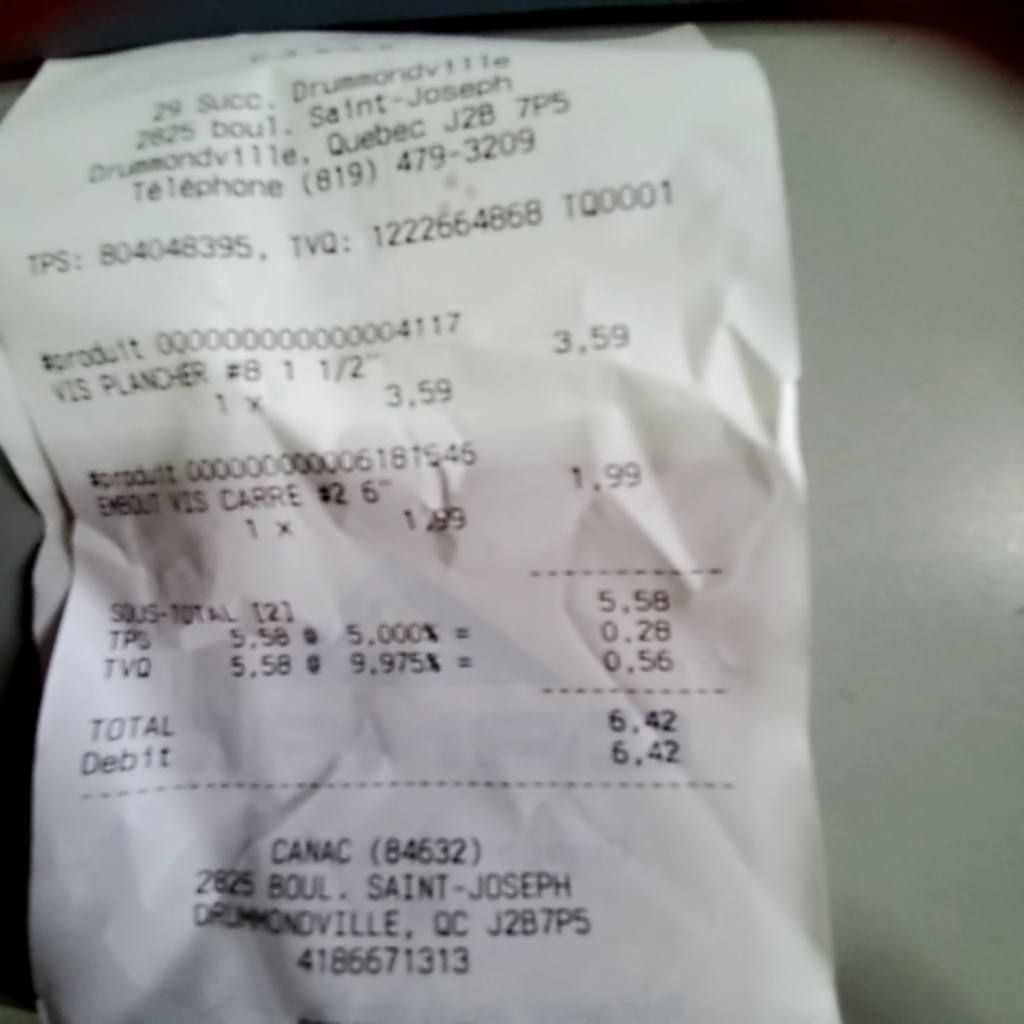 29 Succ. Drummondville
2825 boul. Saint-Joseph
Drummondville, Quebec J2B 7P5
Téléphone (819) 479-3209
TPS: 804048395, TVQ: 1222664868 TQ0001
#produit 000000000000004117 3,59
VIS PLANCHER #8 1 1/2"
1 x 3,59
#produit 000000000006181546 1,99
EMBOUT VIS CARRE #2 6"
1 x 1,99
SOUS-TOTAL [2] 5,58
TPS 5,58 @ 5,000% = 0,28
TVQ 5,58 @ 9,975% = 0,56
TOTAL 6,42
Debit 6,42
CANAC (84632)
2825 BOUL. SAINT-JOSEPH
DRUMMONDVILLE, QC J2B7P5
4186671313